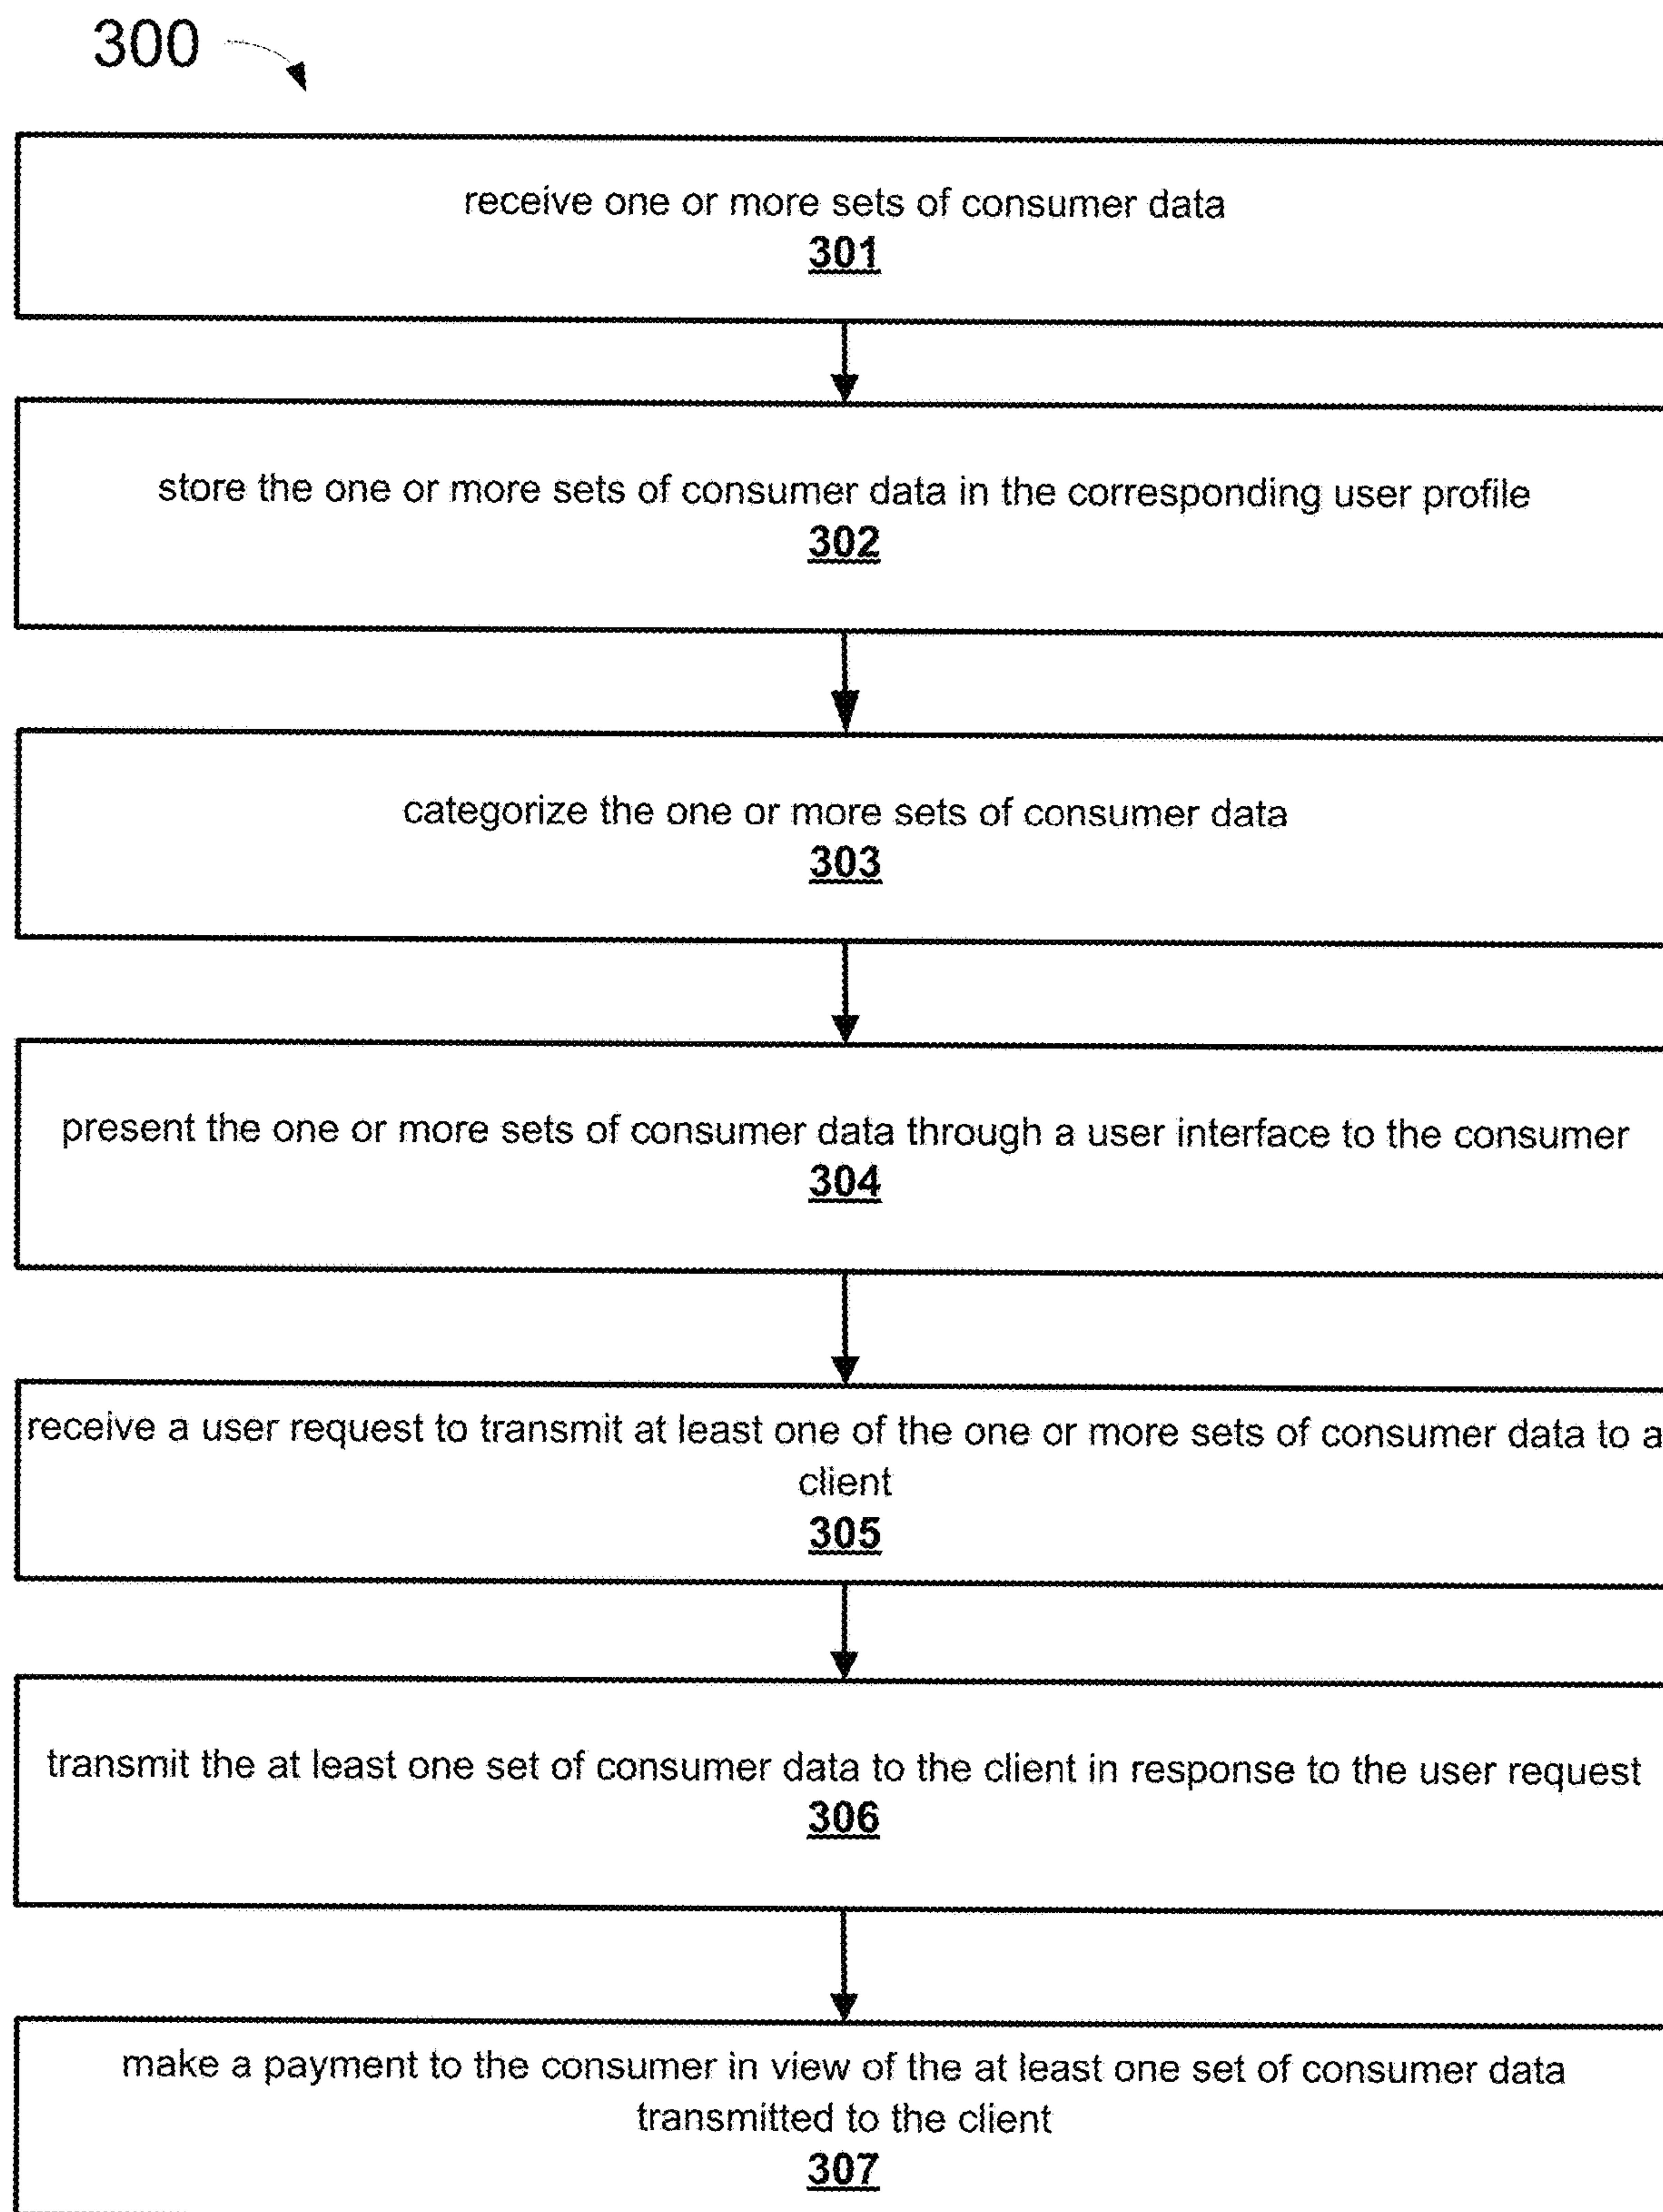 300
receive one or more sets of consumer data
301
store the one or more sets of consumer data in the corresponding user profile
302
categorize the one or more sets of consumer data
303
present the one or more sets of consumer data through a user interface to the consumer
304
receive a user request to transmit at least one of the one or more sets of consumer data to a
client
305
transmit the at least one set of consumer data to the client in response to the user request
306
make a payment to the consumer in view of the at least one set of consumer data
transmitted to the client
307